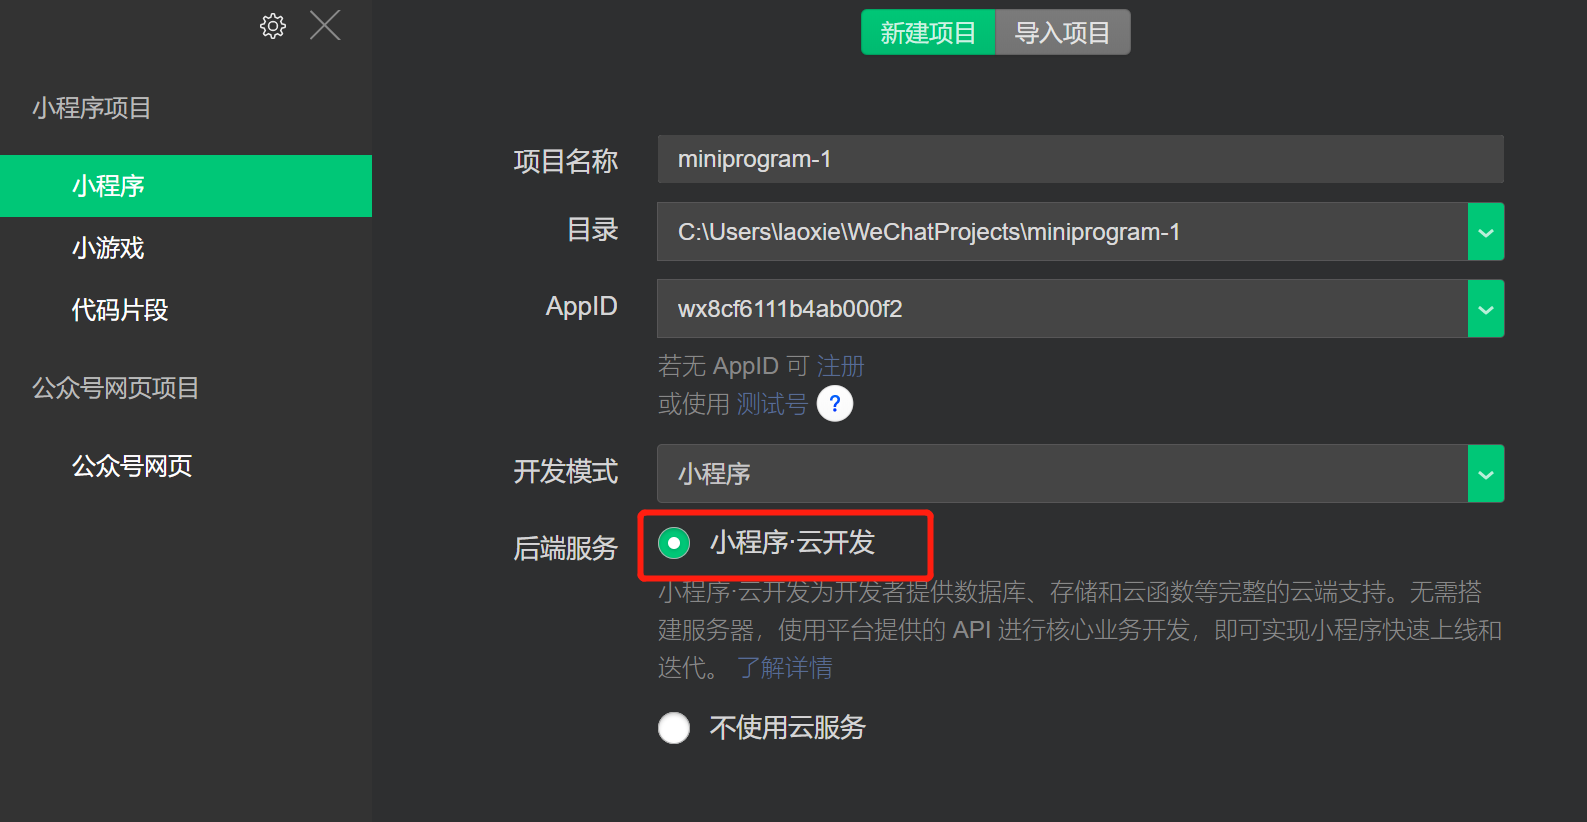 小程序项目
小程序
小游戏
代码片段
公众号网页项目
公众号网页
新建项目 导入项目
项目名称 miniprogram-1
目录 C:\Users\laoxie\WeChatProjects\miniprogram-1
AppID wx8cf6111b4ab000f2
若无 AppID 可 注册
或使用 测试号 ?
开发模式 小程序
后端服务 小程序·云开发
小程序·云开发为开发者提供数据库、存储和云函数等完整的云端支持。无需搭
建服务器，使用平台提供的 API 进行核心业务开发，即可实现小程序快速上线和
迭代。 了解详情
不使用云服务